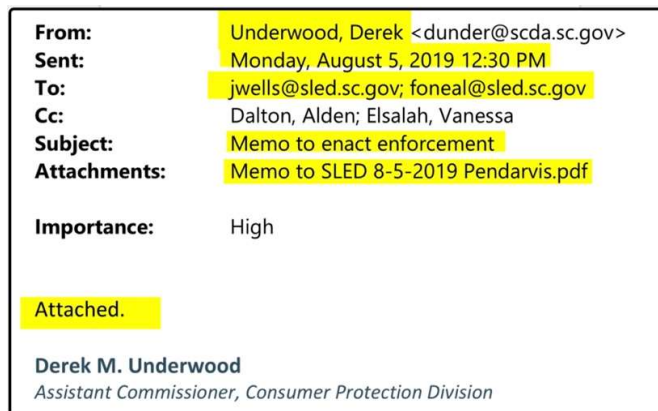 From: Underwood, Derek <dunder@scda.sc.gov>
Sent: Monday, August 5, 2019 12:30 PM
To: jwells@sled.sc.gov; foneal@sled.sc.gov
Cc: Dalton, Alden; Elsalah, Vanessa
Subject: Memo to enact enforcement
Attachments: Memo to SLED 8-5-2019 Pendarvis.pdf
Importance: High
Attached.
Derek M. Underwood
Assistant Commissioner, Consumer Protection Division